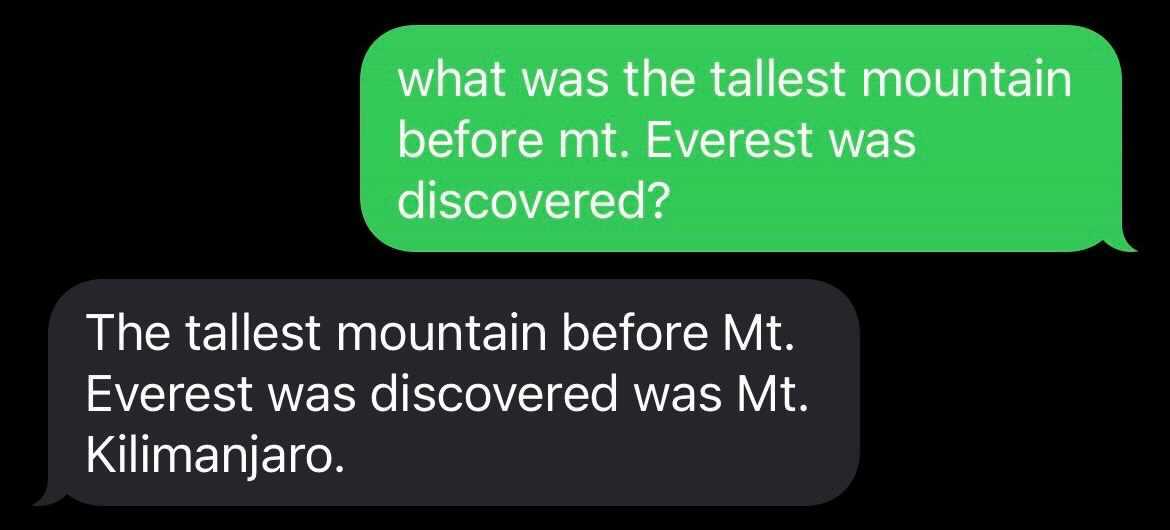 what was the tallest mountain
before mt. Everest was
discovered?
The tallest mountain before Mt.
Everest was discovered was Mt.
Kilimanjaro.